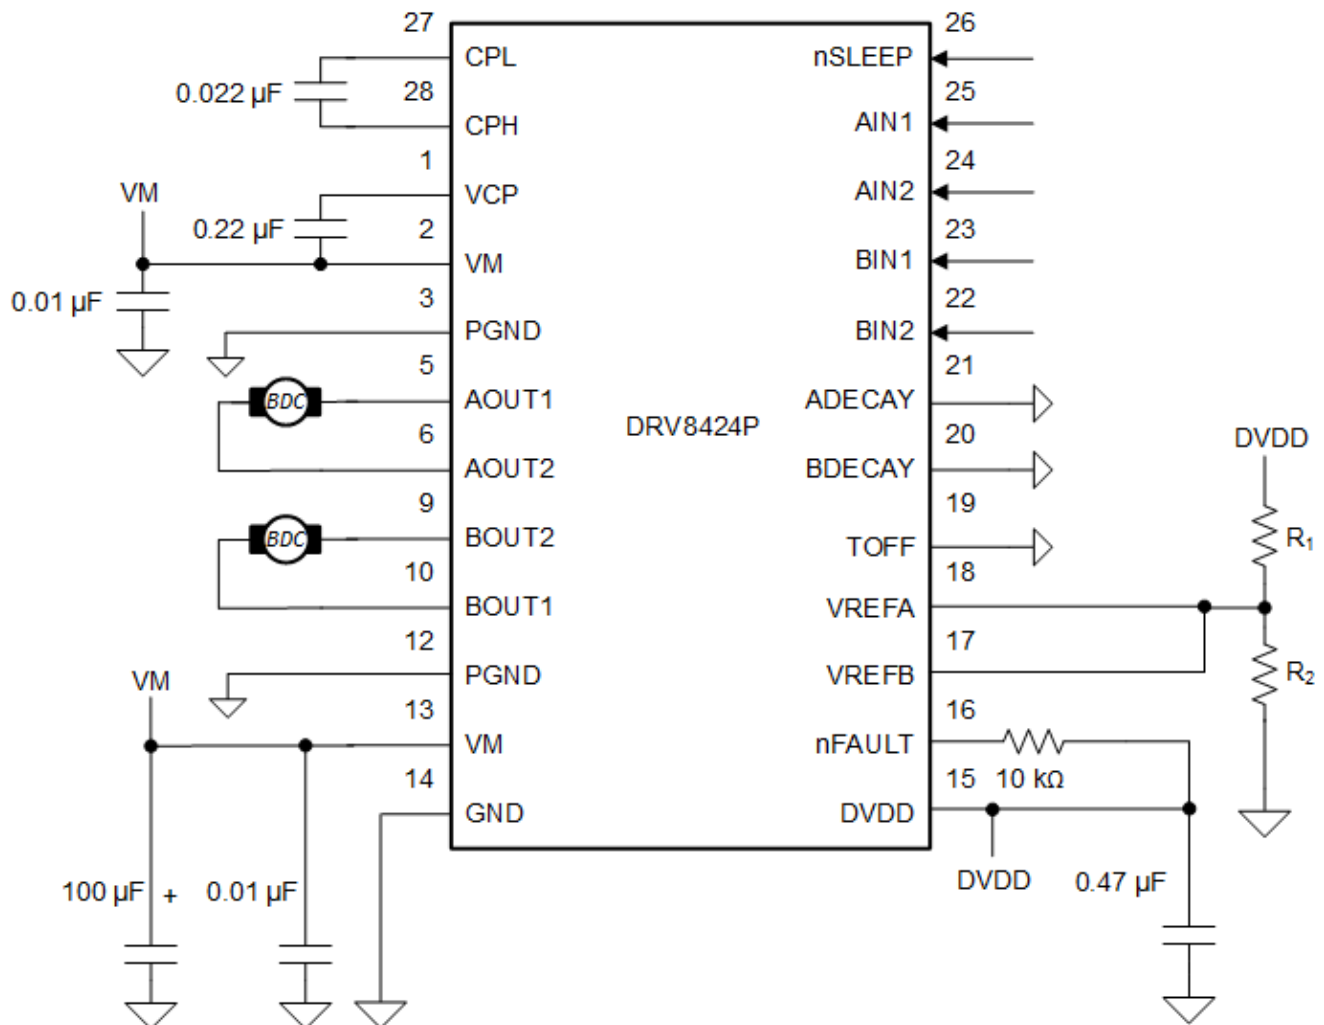 27
CPL
0.022 µF
28
CPH
1
VM
VCP
0.22 µF
2
VM
0.01 µF
3
PGND
5
BDC
AOUT1
6
AOUT2
9
BDC
BOUT2
10
BOUT1
12
PGND
VM
13
VM
14
GND
100 µF +
0.01 µF
DRV8424P
26
nSLEEP
25
AIN1
24
AIN2
23
BIN1
22
BIN2
21
ADECAY
20
BDECAY
19
TOFF
18
VREFA
17
VREFB
16
nFAULT
10 kΩ
15
DVDD
DVDD
0.47 µF
DVDD
R1
R2